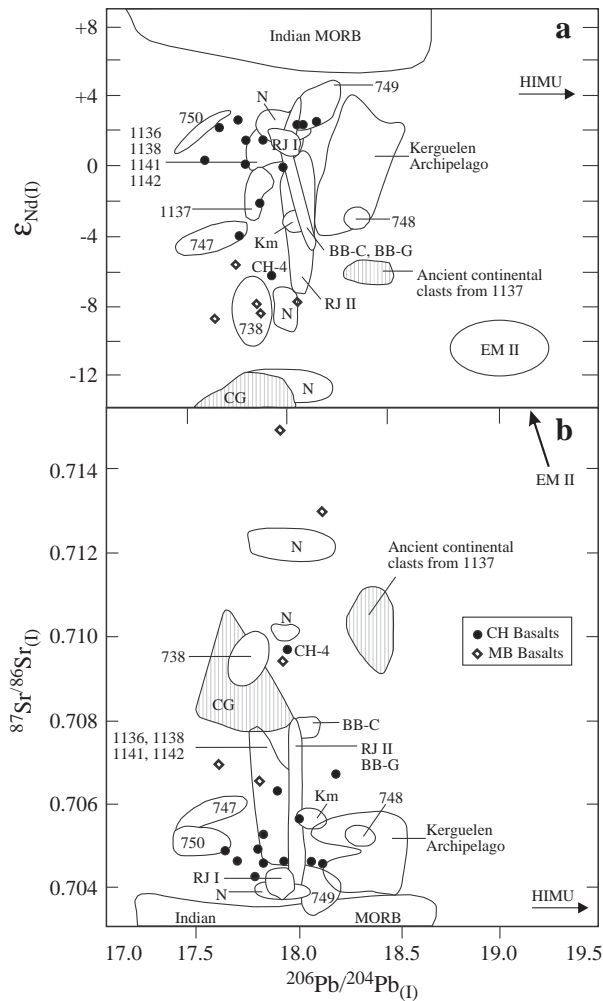 +8
Indian MORB
a
749
HIMU
+4
N
750
1136
1138
1141
1142
RJ I
Kerguelen
Archipelago
0
εNd(I)
1137
748
-4
747
Km
BB-C, BB-G
CH-4
Ancient continental
clasts from 1137
RJ II
-8
738
N
EM II
-12
N
CG
b
0.714
EM II
0.712
N
Ancient continental
clasts from 1137
N
0.710
CH-4
738
CH Basalts
MB Basalts
CG
87Sr/86Sr(I)
0.708
BB-C
1136, 1138
1141, 1142
RJ II
BB-G
Km
748
0.706
747
750
Kerguelen
Archipelago
RJ I
0.704
N
749
HIMU
Indian
MORB
17.0
17.5
18.0
18.5
19.0
19.5
206Pb/204Pb(I)